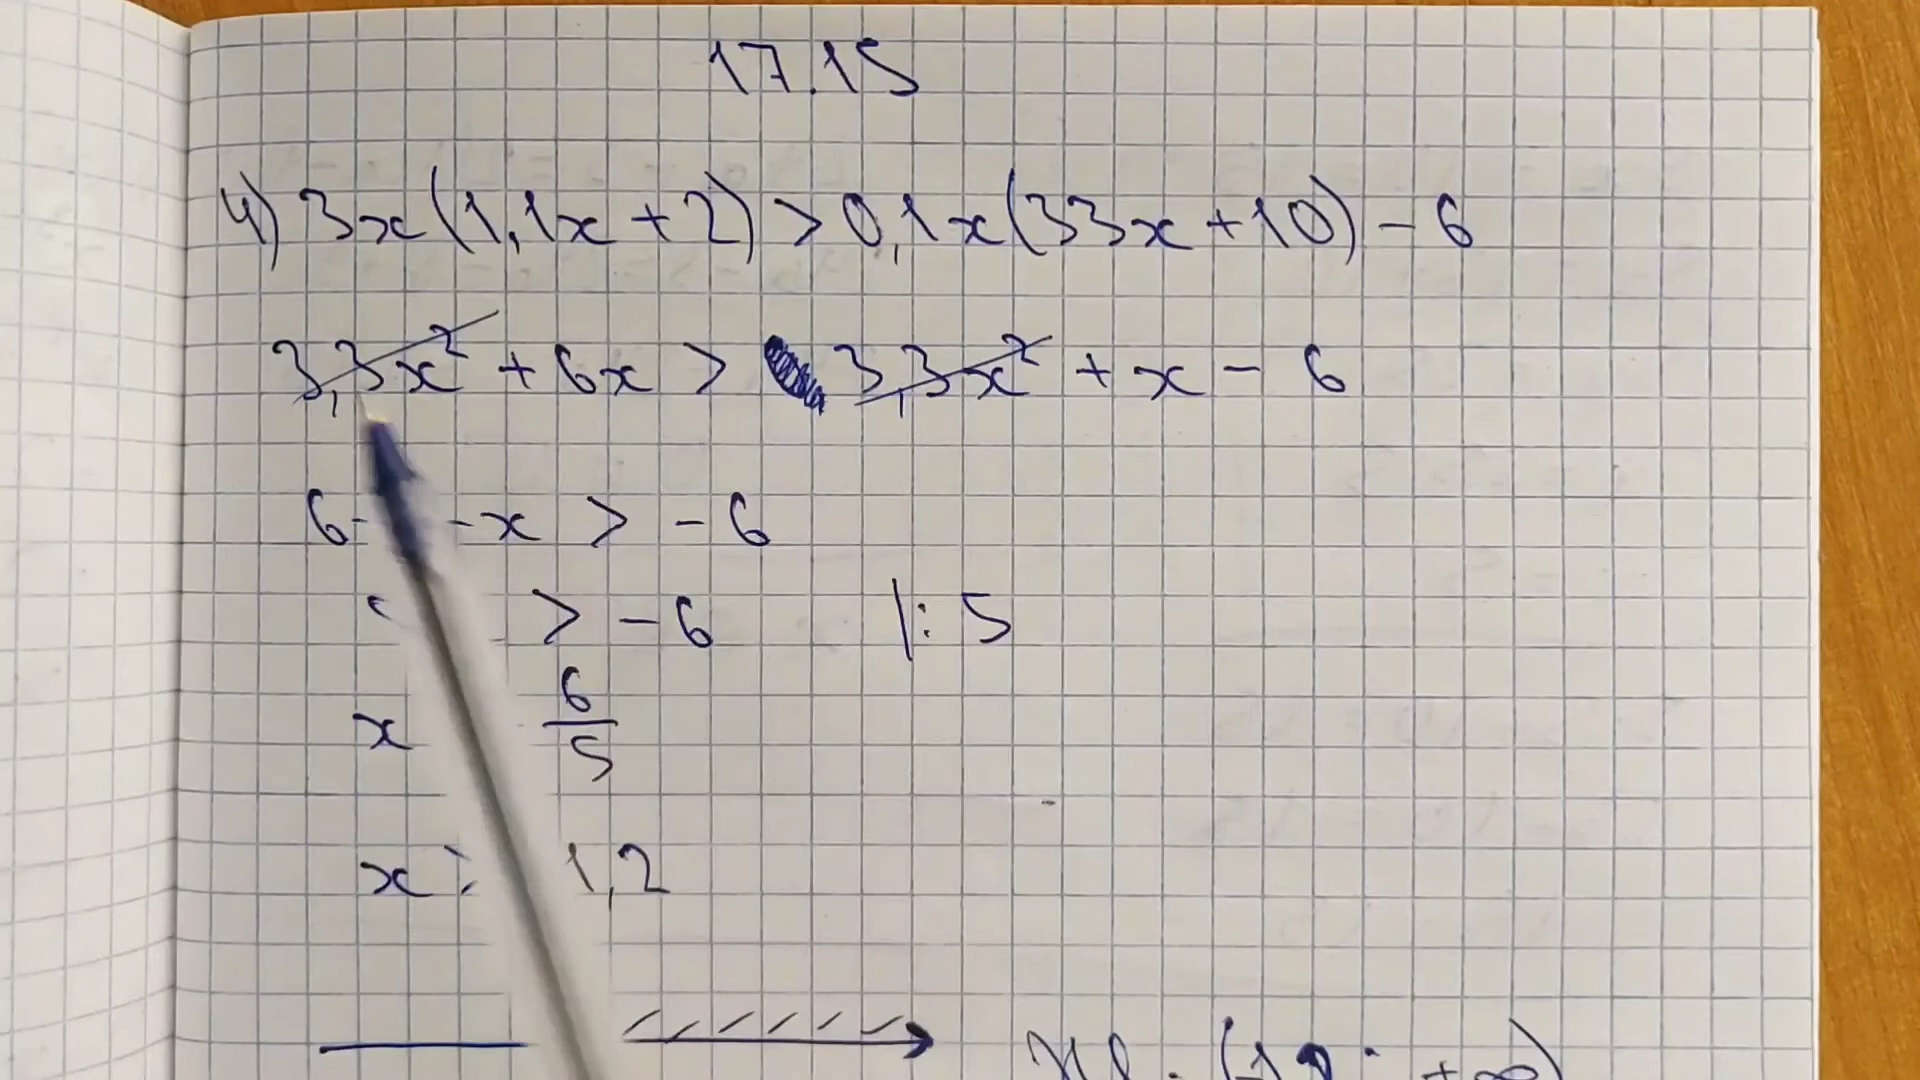 17.15
4) 3x(1,1x + 2) > 0,1x(33x + 10) - 6
3,3x² + 6x > 3,3x² + x - 6
6 - x > -6
> -6 |: 5
x 6/5
x > 1,2